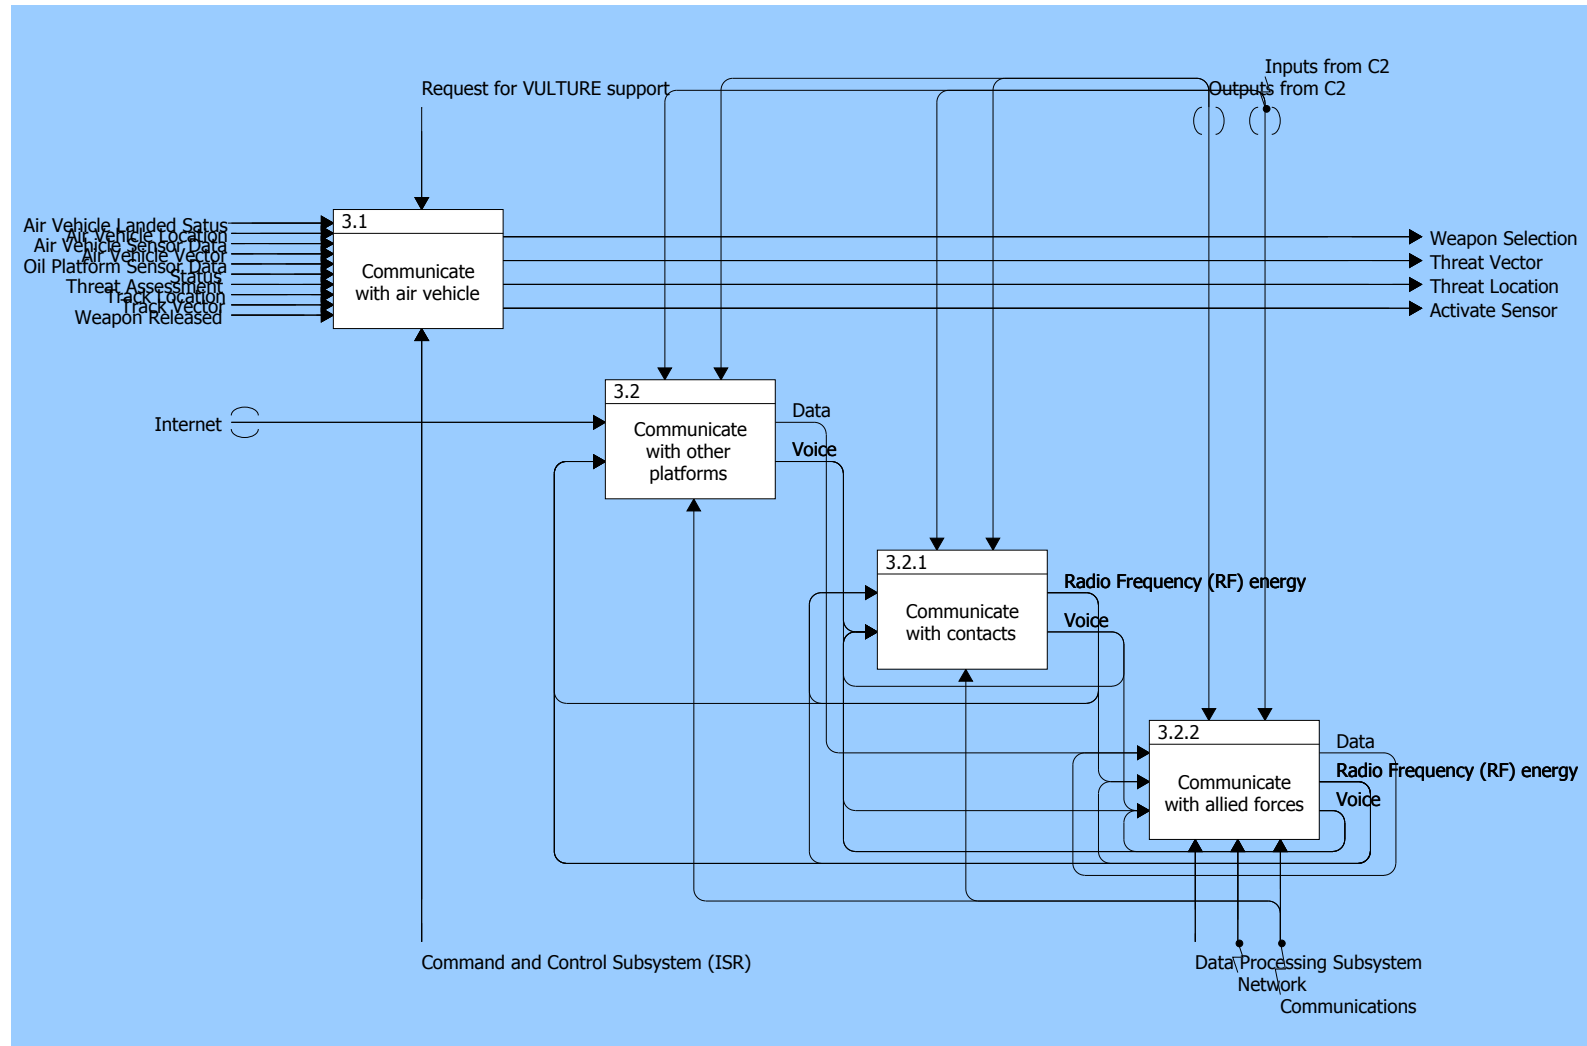 Inputs from C2
Request for VULTURE support
Outputs from C2
3.1
Communicate
with air vehicle
Air Vehicle Landed Satus
Air Vehicle Location
Air Vehicle Sensor Data
Air Vehicle Vector
Oil Platform Sensor Data
Status
Threat Assessment
Track Location
Track Vector
Weapon Released
Weapon Selection
Threat Vector
Threat Location
Activate Sensor
3.2
Communicate
with other
platforms
Internet
Data
Voice
3.2.1
Communicate
with contacts
Radio Frequency (RF) energy
Voice
3.2.2
Communicate
with allied forces
Data
Radio Frequency (RF) energy
Voice
Command and Control Subsystem (ISR)
Data Processing Subsystem
Network
Communications